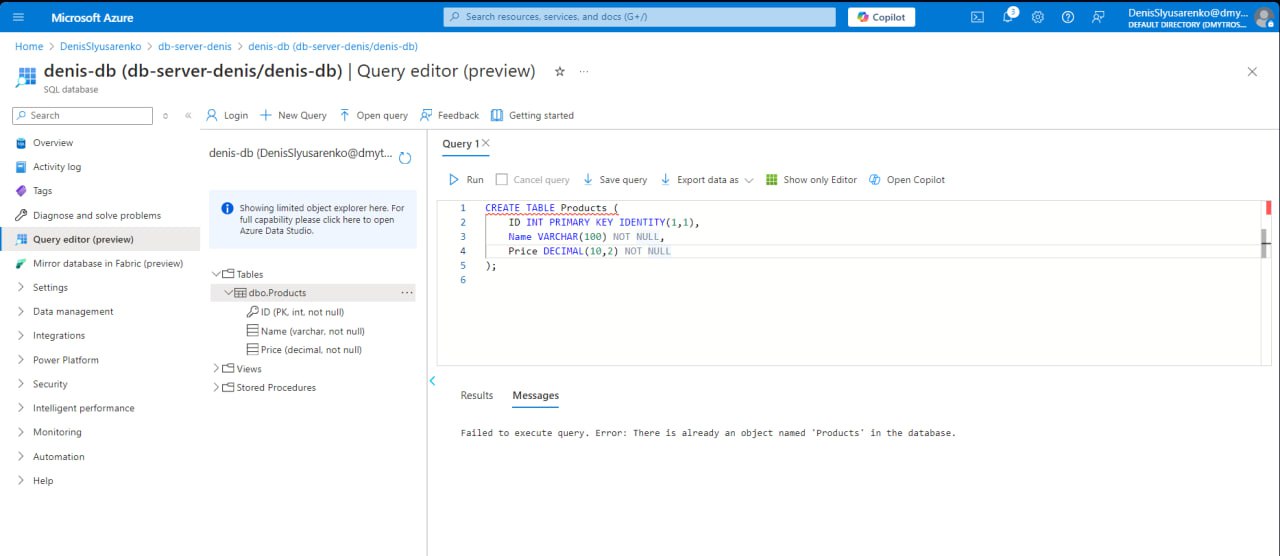 Microsoft Azure
Search resources, services, and docs (G+/)
Copilot
3
DenisSlyusarenko@dmy...
DEFAULT DIRECTORY (DMYTROS...
Home > DenisSlyusarenko > db-server-denis > denis-db (db-server-denis/denis-db)
denis-db (db-server-denis/denis-db) | Query editor (preview)
SQL database
Search
Login
New Query
Open query
Feedback
Getting started
Overview
Activity log
Tags
Diagnose and solve problems
Query editor (preview)
Mirror database in Fabric (preview)
Settings
Data management
Integrations
Power Platform
Security
Intelligent performance
Monitoring
Automation
Help
denis-db (DenisSlyusarenko@dmyt...
Showing limited object explorer here. For
full capability please click here to open
Azure Data Studio.
Tables
dbo.Products
ID (PK, int, not null)
Name (varchar, not null)
Price (decimal, not null)
Views
Stored Procedures
Query 1
Run
Cancel query
Save query
Export data as
Show only Editor
Open Copilot
1 CREATE TABLE Products (
2 ID INT PRIMARY KEY IDENTITY(1,1),
3 Name VARCHAR(100) NOT NULL,
4 Price DECIMAL(10,2) NOT NULL
5 );
6
Results
Messages
Failed to execute query. Error: There is already an object named 'Products' in the database.